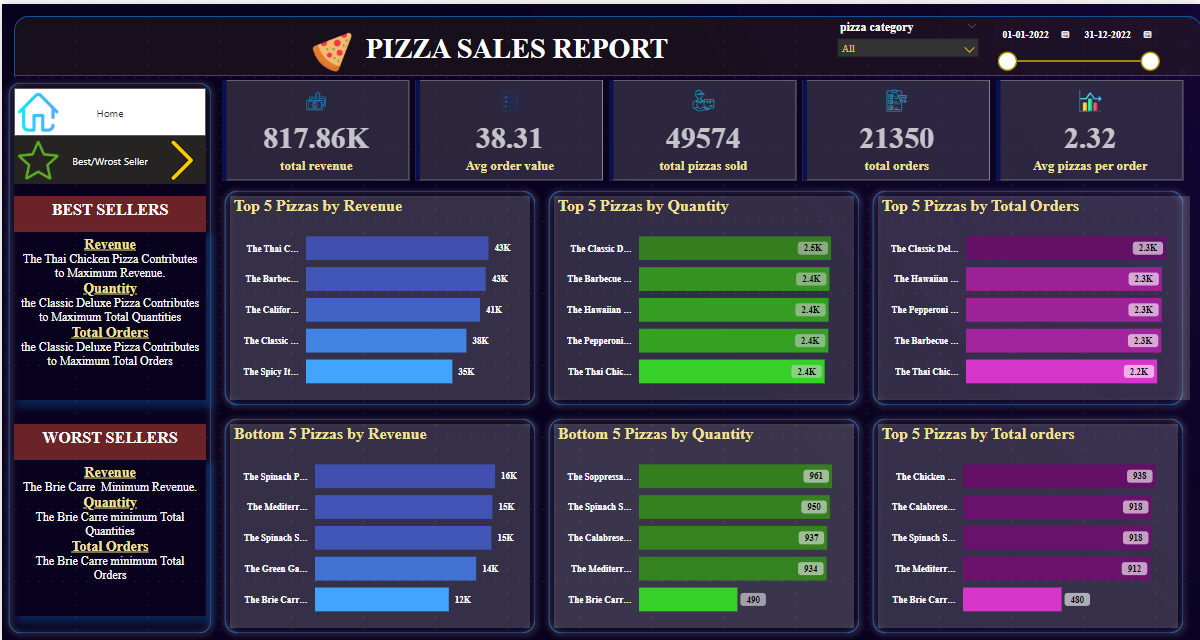 PIZZA SALES REPORT
pizza category
All
01-01-2022 31-12-2022
Home
Best/Wrost Seller
817.86K
total revenue
38.31
Avg order value
49574
total pizzas sold
21350
total orders
2.32
Avg pizzas per order
BEST SELLERS
Revenue
The Thai Chicken Pizza Contributes
to Maximum Revenue.
Quantity
the Classic Deluxe Pizza Contributes
to Maximum Total Quantities
Total Orders
the Classic Deluxe Pizza Contributes
to Maximum Total Orders
WORST SELLERS
Revenue
The Brie Carre Minimum Revenue.
Quantity
The Brie Carre minimum Total
Quantities
Total Orders
The Brie Carre minimum Total
Orders
Top 5 Pizzas by Revenue
The Thai C... 43K
The Barbec... 43K
The Califor... 41K
The Classic ... 38K
The Spicy It... 35K
Top 5 Pizzas by Quantity
The Classic D... 2.5K
The Barbecue ... 2.4K
The Hawaiian ... 2.4K
The Pepperoni... 2.4K
The Thai Chic... 2.4K
Top 5 Pizzas by Total Orders
The Classic Del... 2.3K
The Hawaiian ... 2.3K
The Pepperoni ... 2.3K
The Barbecue ... 2.3K
The Thai Chic... 2.2K
Bottom 5 Pizzas by Revenue
The Spinach P... 16K
The Mediterr... 15K
The Spinach S... 15K
The Green Ga... 14K
The Brie Carr... 12K
Bottom 5 Pizzas by Quantity
The Soppressa... 961
The Spinach S... 950
The Calabrese... 937
The Mediterr... 934
The Brie Carr... 490
Top 5 Pizzas by Total orders
The Chicken ... 938
The Calabrese... 918
The Spinach S... 918
The Mediterr... 912
The Brie Carr... 480